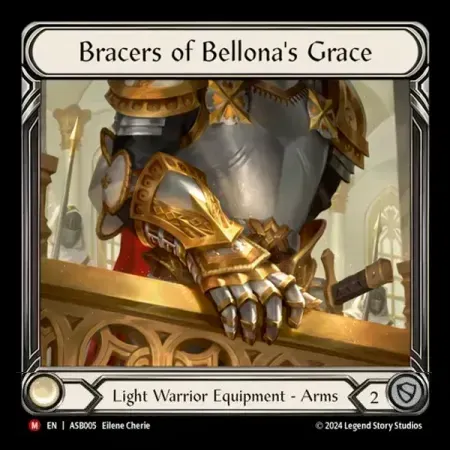 Bracers of Bellona's Grace
Light Warrior Equipment - Arms
2
M EN | ASB005 Eilene Cherie
© 2024 Legend Story Studios